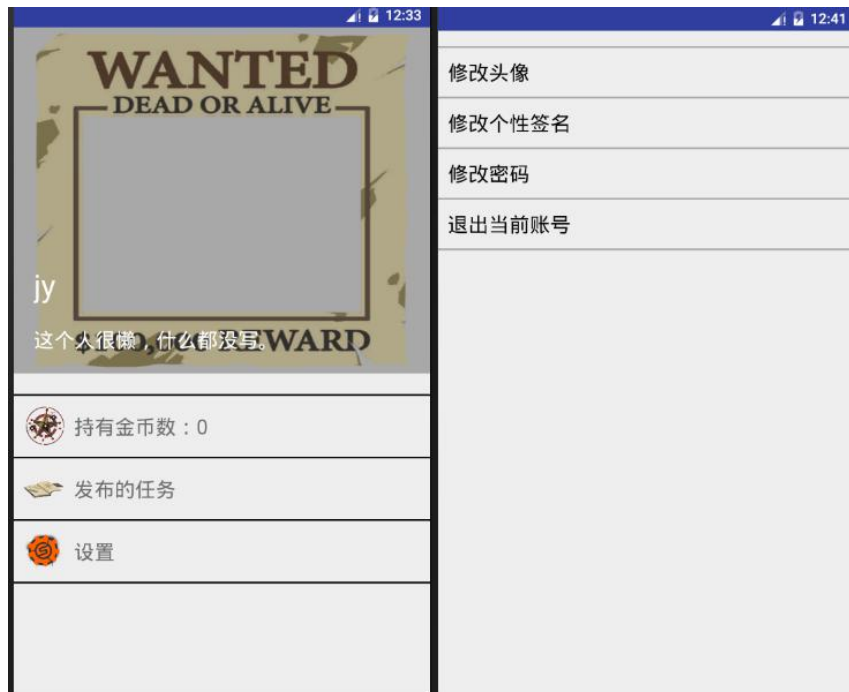 12:33
WANTED
DEAD OR ALIVE
jy
这个人很懒，什么都没写。
REWARD
持有金币数：0
发布的任务
设置
12:41
修改头像
修改个性签名
修改密码
退出当前账号